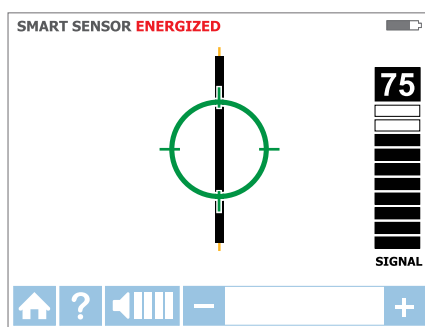 SMART SENSOR ENERGIZED
75
SIGNAL
? − +